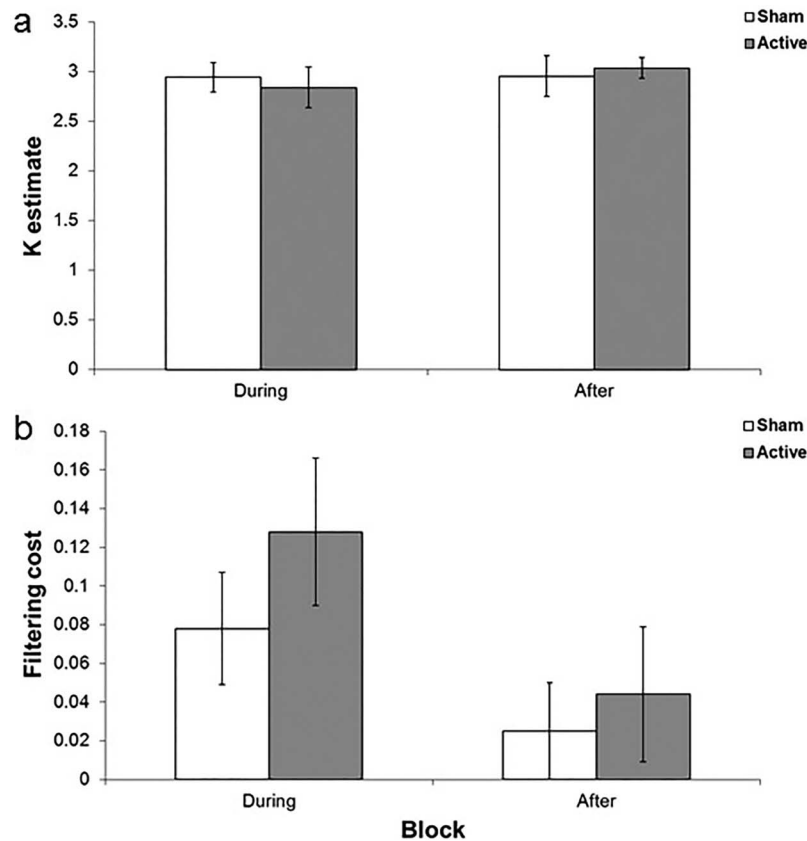 a
Sham
Active
K estimate
3.5
3
2.5
2
1.5
1
0.5
0
During After
b
Sham
Active
Filtering cost
0.18
0.16
0.14
0.12
0.1
0.08
0.06
0.04
0.02
0
During After
Block